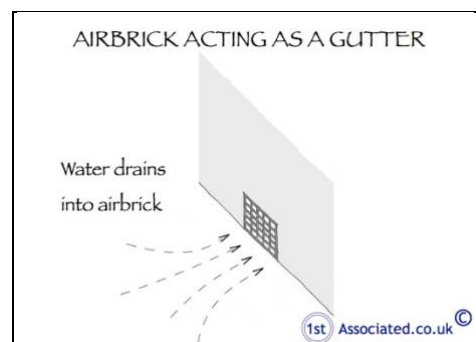 AIRBRICK ACTING AS A GUTTER
Water drains
into airbrick
1st Associated.co.uk ©